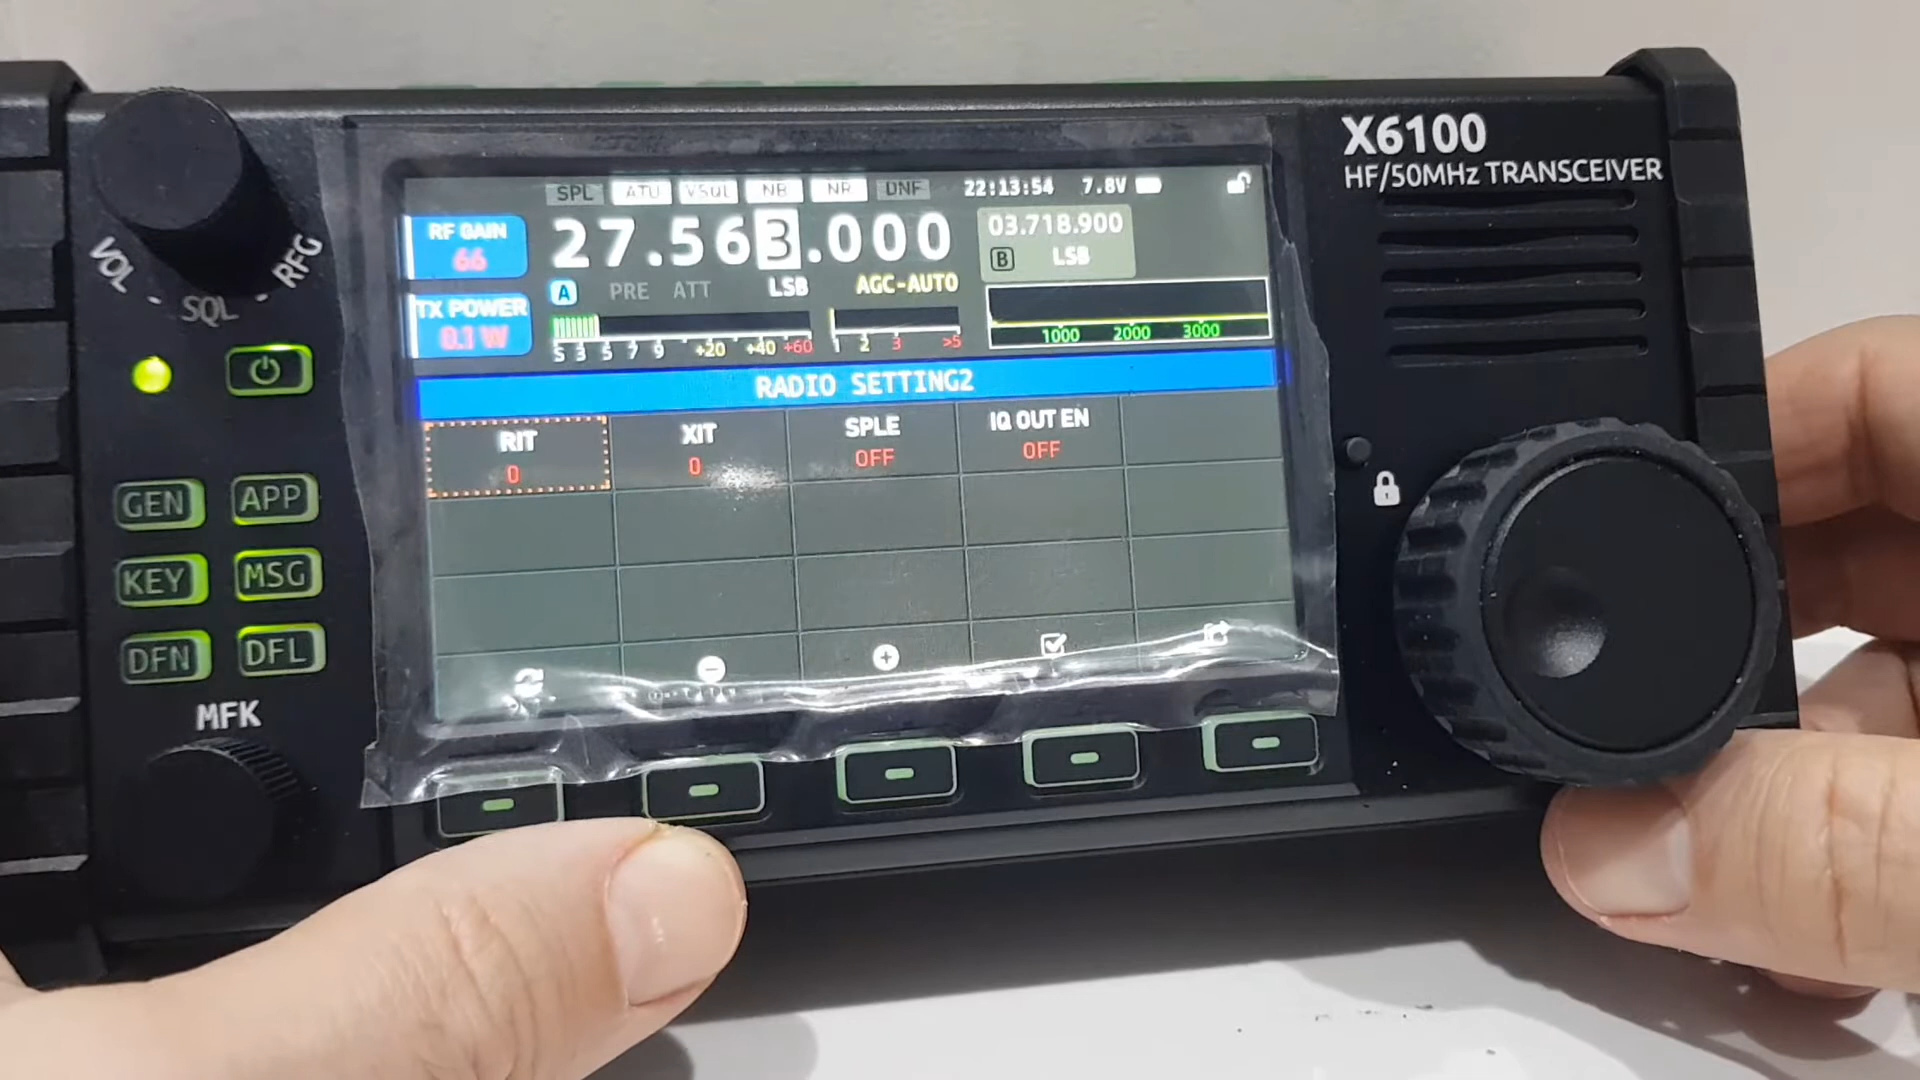 X6100
HF/50MHz TRANSCEIVER
SPL ATU VSQL NB NR DNF 22:13:54 7.8V
RF GAIN
66
27.563.000
03.718.900
B LSB
A PRE ATT LSB AGC-AUTO
TX POWER
0.1 W
S 3 5 7 9 +20 +40 +60 1 2 3 >5
1000 2000 3000
RADIO SETTING2
RIT XIT SPLE IQ OUT EN
0 0 OFF OFF
VOL SQL RFG
GEN APP
KEY MSG
DFN DFL
MFK